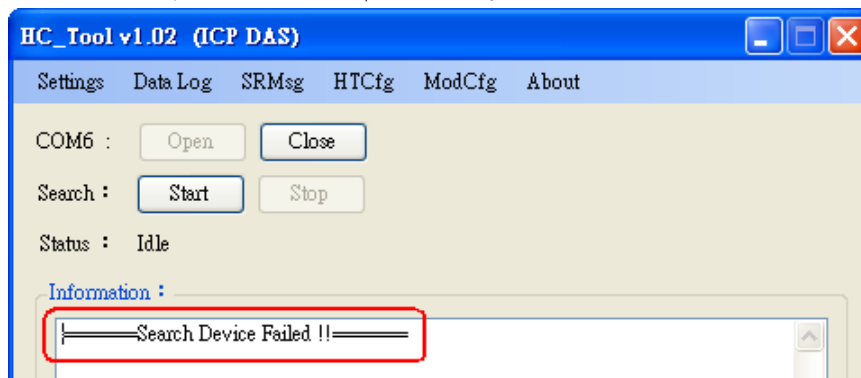 HC_Tool v1.02 (ICP DAS)
Settings Data Log SRMsg HTCfg ModCfg About
COM6 : Open Close
Search : Start Stop
Status : Idle
Information :
=====Search Device Failed !!=====